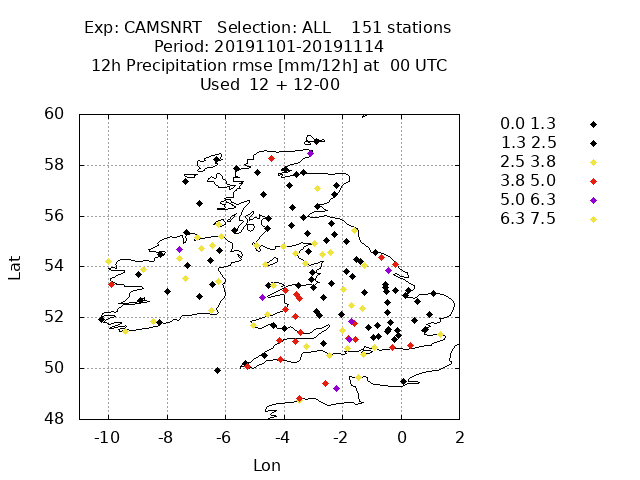 Exp: CAMSNRT Selection: ALL 151 stations
Period: 20191101-20191114
12h Precipitation rmse [mm/12h] at 00 UTC
Used 12 + 12-00
60
58
56
54
52
50
48
-10 -8 -6 -4 -2 0 2
Lat
Lon
0.0 1.3
1.3 2.5
2.5 3.8
3.8 5.0
5.0 6.3
6.3 7.5